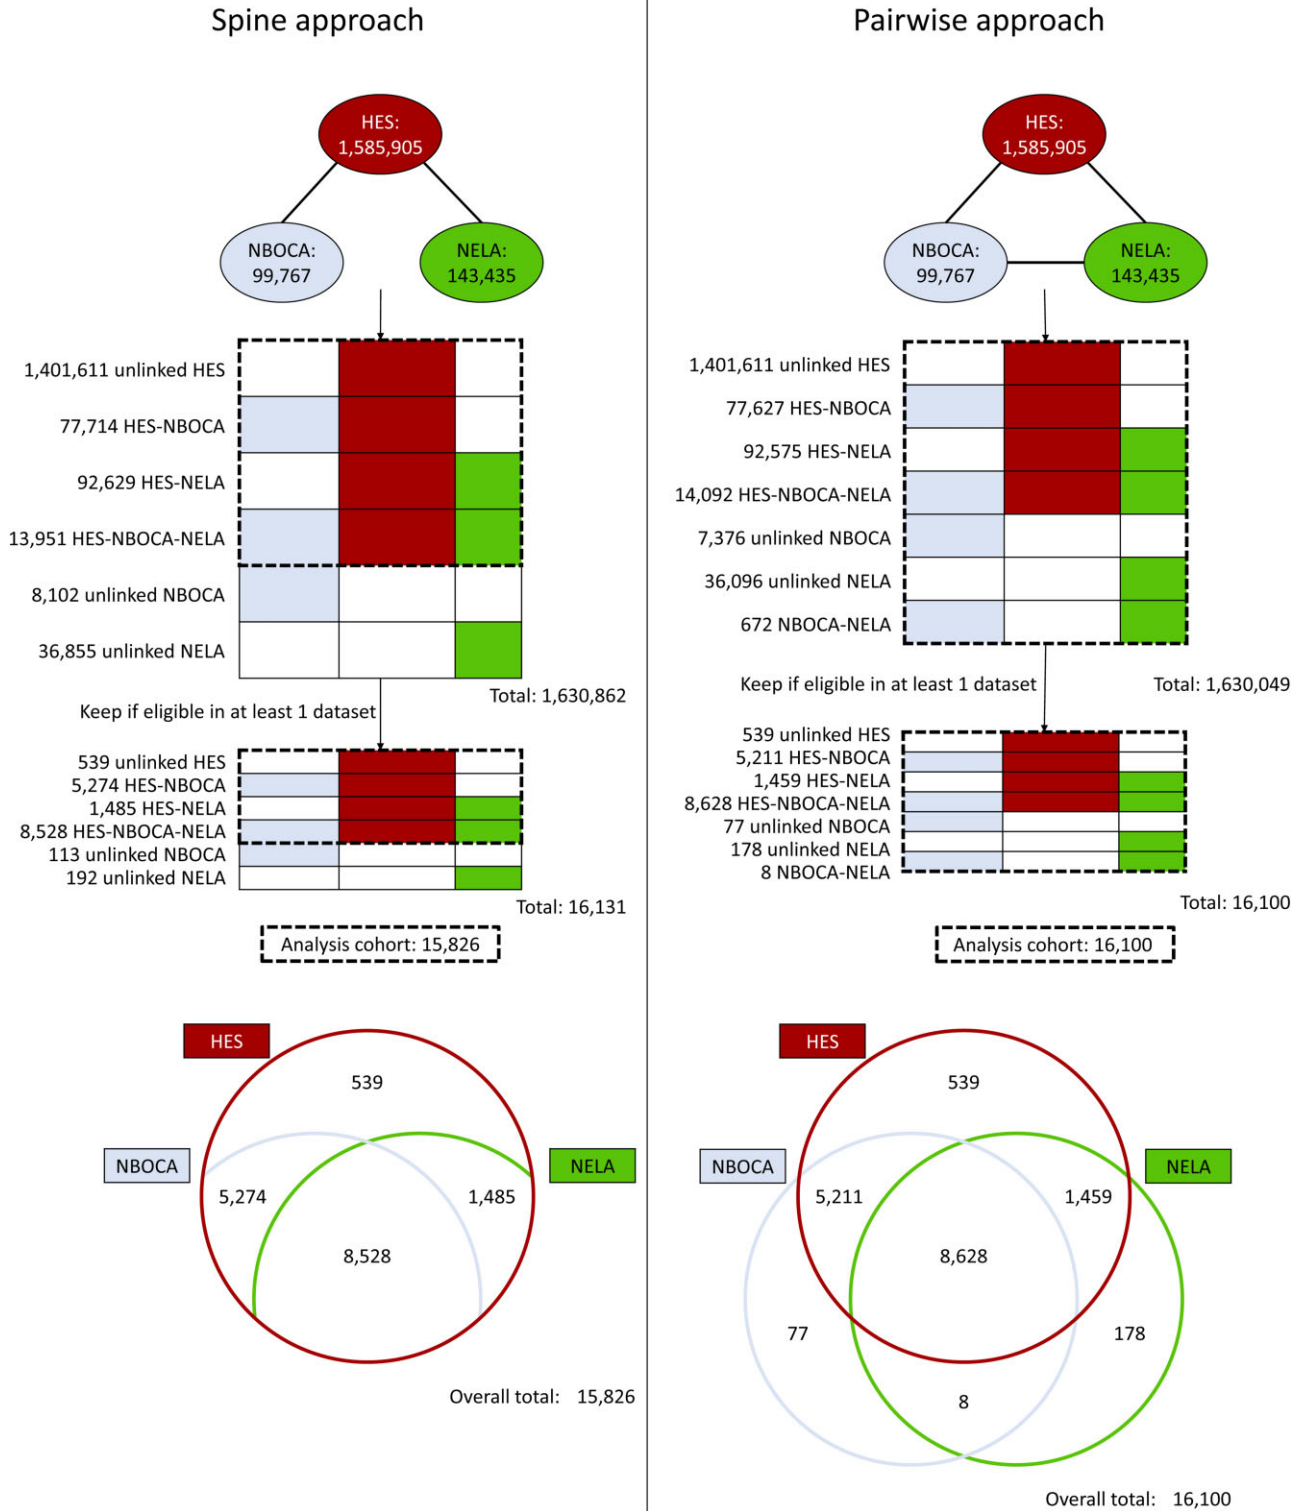 Spine approach
HES:
1,585,905
NBOCA:
99,767
NELA:
143,435
1,401,611 unlinked HES
77,714 HES-NBOCA
92,629 HES-NELA
13,951 HES-NBOCA-NELA
8,102 unlinked NBOCA
36,855 unlinked NELA
Total: 1,630,862
Keep if eligible in at least 1 dataset
539 unlinked HES
5,274 HES-NBOCA
1,485 HES-NELA
8,528 HES-NBOCA-NELA
113 unlinked NBOCA
192 unlinked NELA
Total: 16,131
Analysis cohort: 15,826
HES
539
NBOCA
NELA
5,274
1,485
8,528
Overall total: 15,826
Pairwise approach
HES:
1,585,905
NBOCA:
99,767
NELA:
143,435
1,401,611 unlinked HES
77,627 HES-NBOCA
92,575 HES-NELA
14,092 HES-NBOCA-NELA
7,376 unlinked NBOCA
36,096 unlinked NELA
672 NBOCA-NELA
Total: 1,630,049
Keep if eligible in at least 1 dataset
539 unlinked HES
5,211 HES-NBOCA
1,459 HES-NELA
8,628 HES-NBOCA-NELA
77 unlinked NBOCA
178 unlinked NELA
8 NBOCA-NELA
Total: 16,100
Analysis cohort: 16,100
HES
539
NBOCA
NELA
5,211
1,459
8,628
77
178
8
Overall total: 16,100